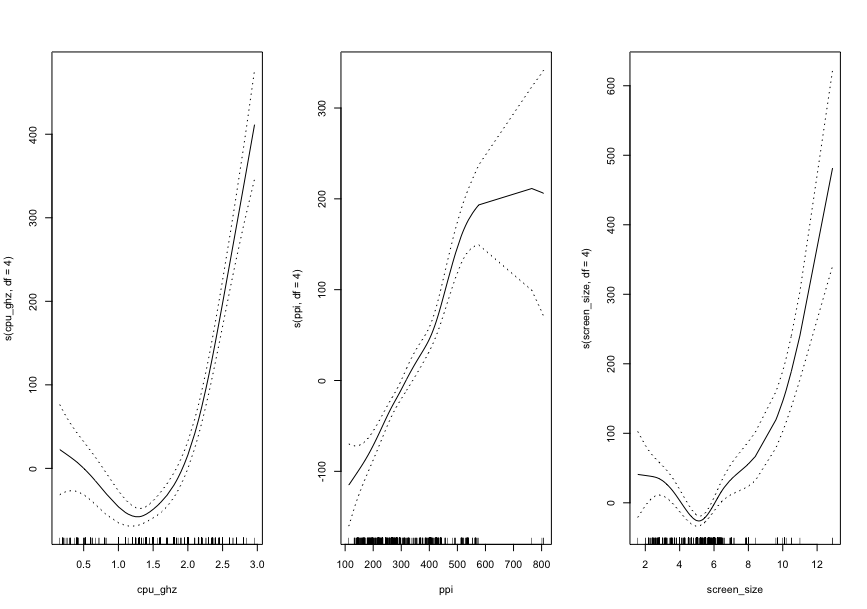 s(cpu_ghz, df = 4)
400
300
200
100
0
0.5 1.0 1.5 2.0 2.5 3.0
cpu_ghz
s(ppi, df = 4)
300
200
100
0
-100
100 200 300 400 500 600 700 800
ppi
s(screen_size, df = 4)
600
500
400
300
200
100
0
2 4 6 8 10 12
screen_size